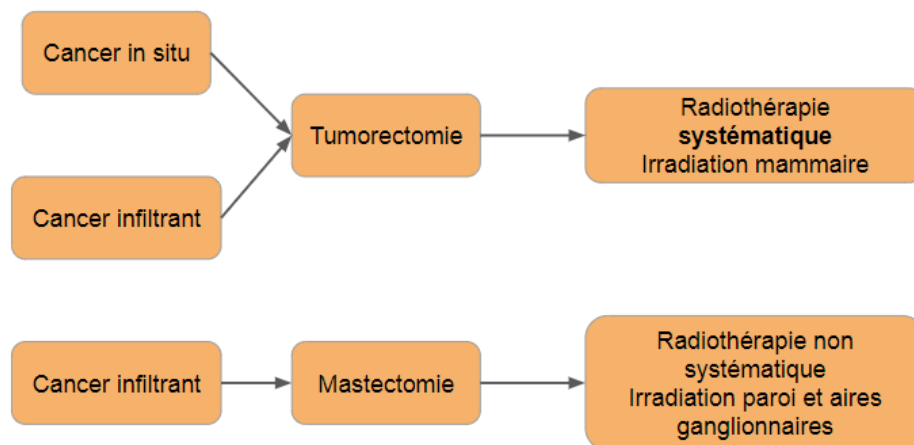 Cancer in situ
Cancer infiltrant
Tumorectomie
Radiothérapie
systématique
Irradiation mammaire
Cancer infiltrant
Mastectomie
Radiothérapie non
systématique
Irradiation paroi et aires
ganglionnaires